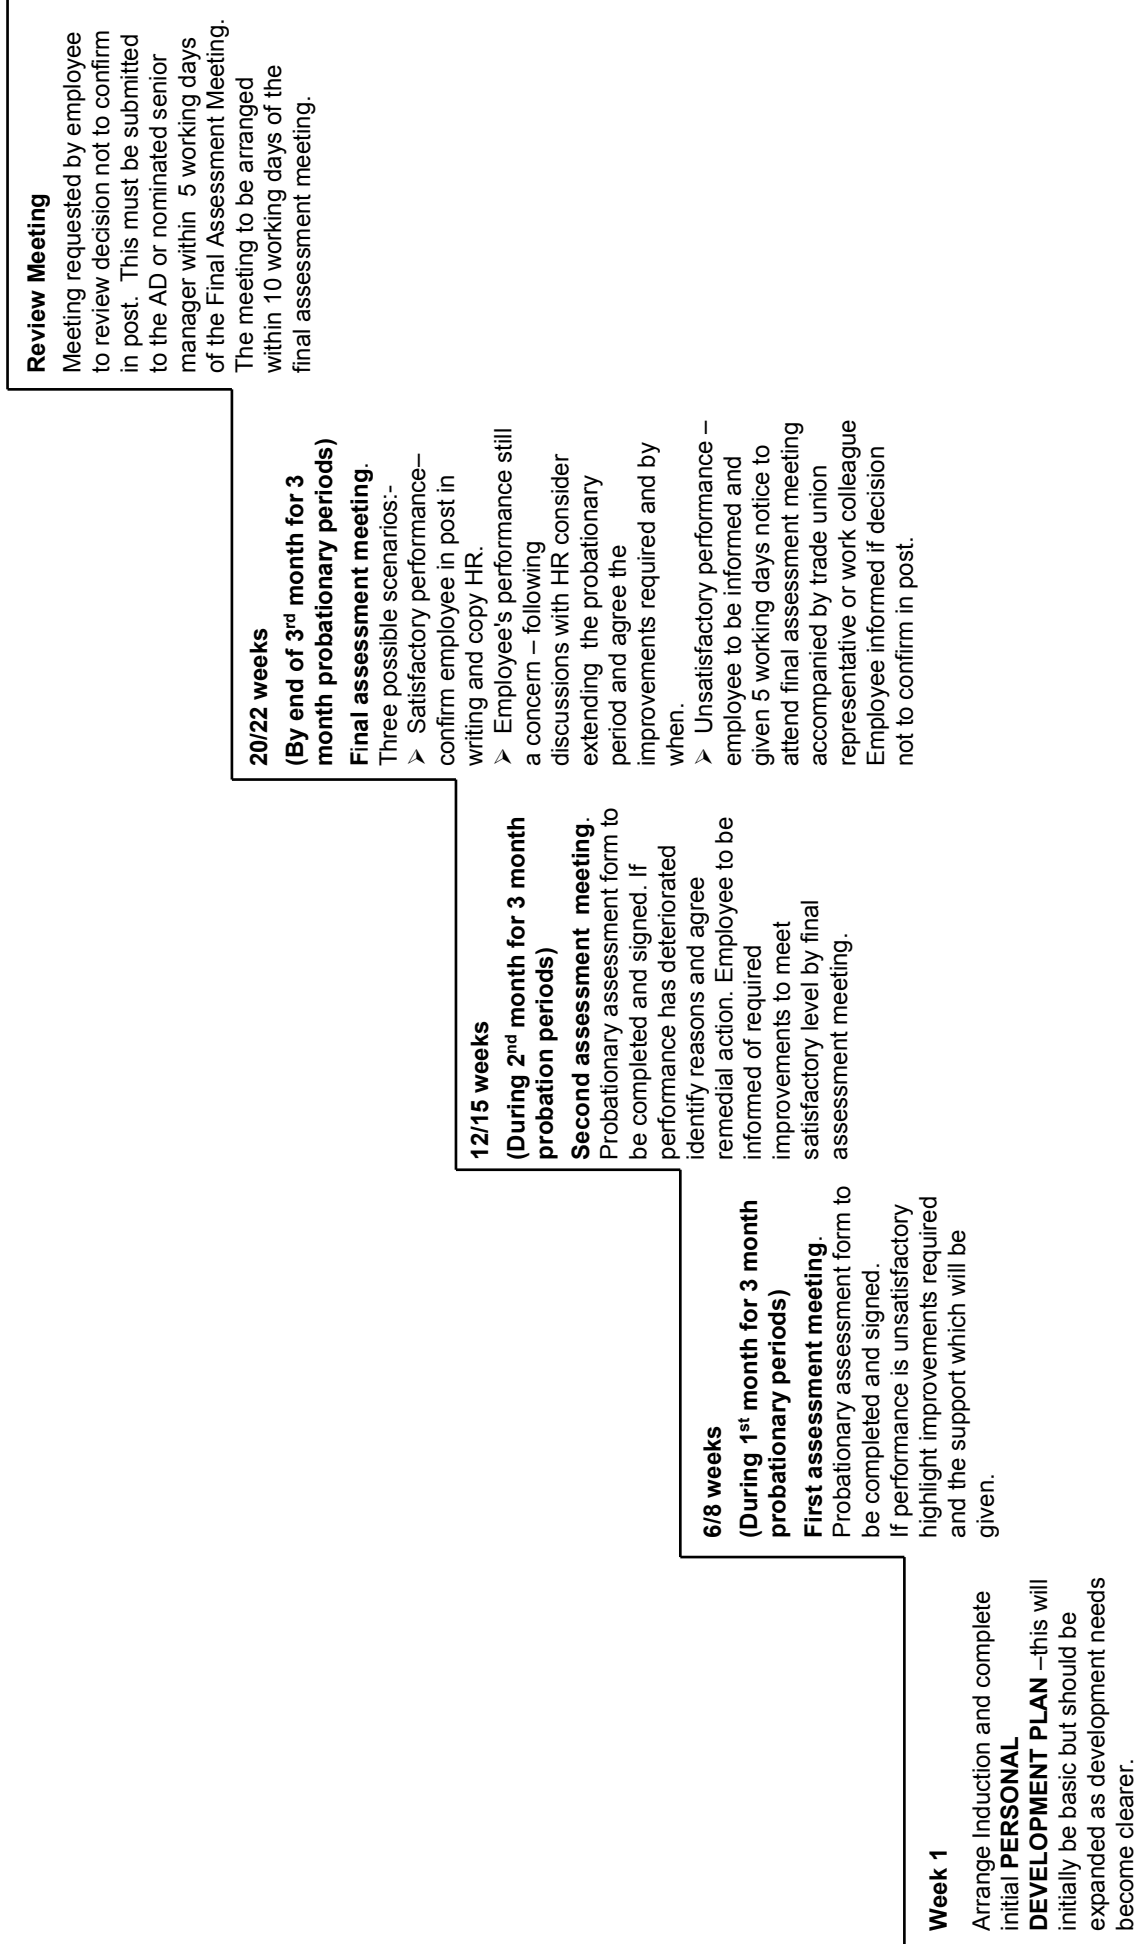 Week 1
Arrange Induction and complete
initial PERSONAL
DEVELOPMENT PLAN –this will
initially be basic but should be
expanded as development needs
become clearer.
6/8 weeks
(During 1st month for 3 month
probationary periods)
First assessment meeting.
Probationary assessment form to
be completed and signed.
If performance is unsatisfactory
highlight improvements required
and the support which will be
given.
12/15 weeks
(During 2nd month for 3 month
probation periods)
Second assessment meeting.
Probationary assessment form to
be completed and signed. If
performance has deteriorated
identify reasons and agree
remedial action. Employee to be
informed of required
improvements to meet
satisfactory level by final
assessment meeting.
20/22 weeks
(By end of 3rd month for 3
month probationary periods)
Final assessment meeting.
Three possible scenarios:-
➢ Satisfactory performance–
confirm employee in post in
writing and copy HR.
➢ Employee's performance still
a concern – following
discussions with HR consider
extending the probationary
period and agree the
improvements required and by
when.
➢ Unsatisfactory performance –
employee to be informed and
given 5 working days notice to
attend final assessment meeting
accompanied by trade union
representative or work colleague
Employee informed if decision
not to confirm in post.
Review Meeting
Meeting requested by employee
to review decision not to confirm
in post. This must be submitted
to the AD or nominated senior
manager within 5 working days
of the Final Assessment Meeting.
The meeting to be arranged
within 10 working days of the
final assessment meeting.